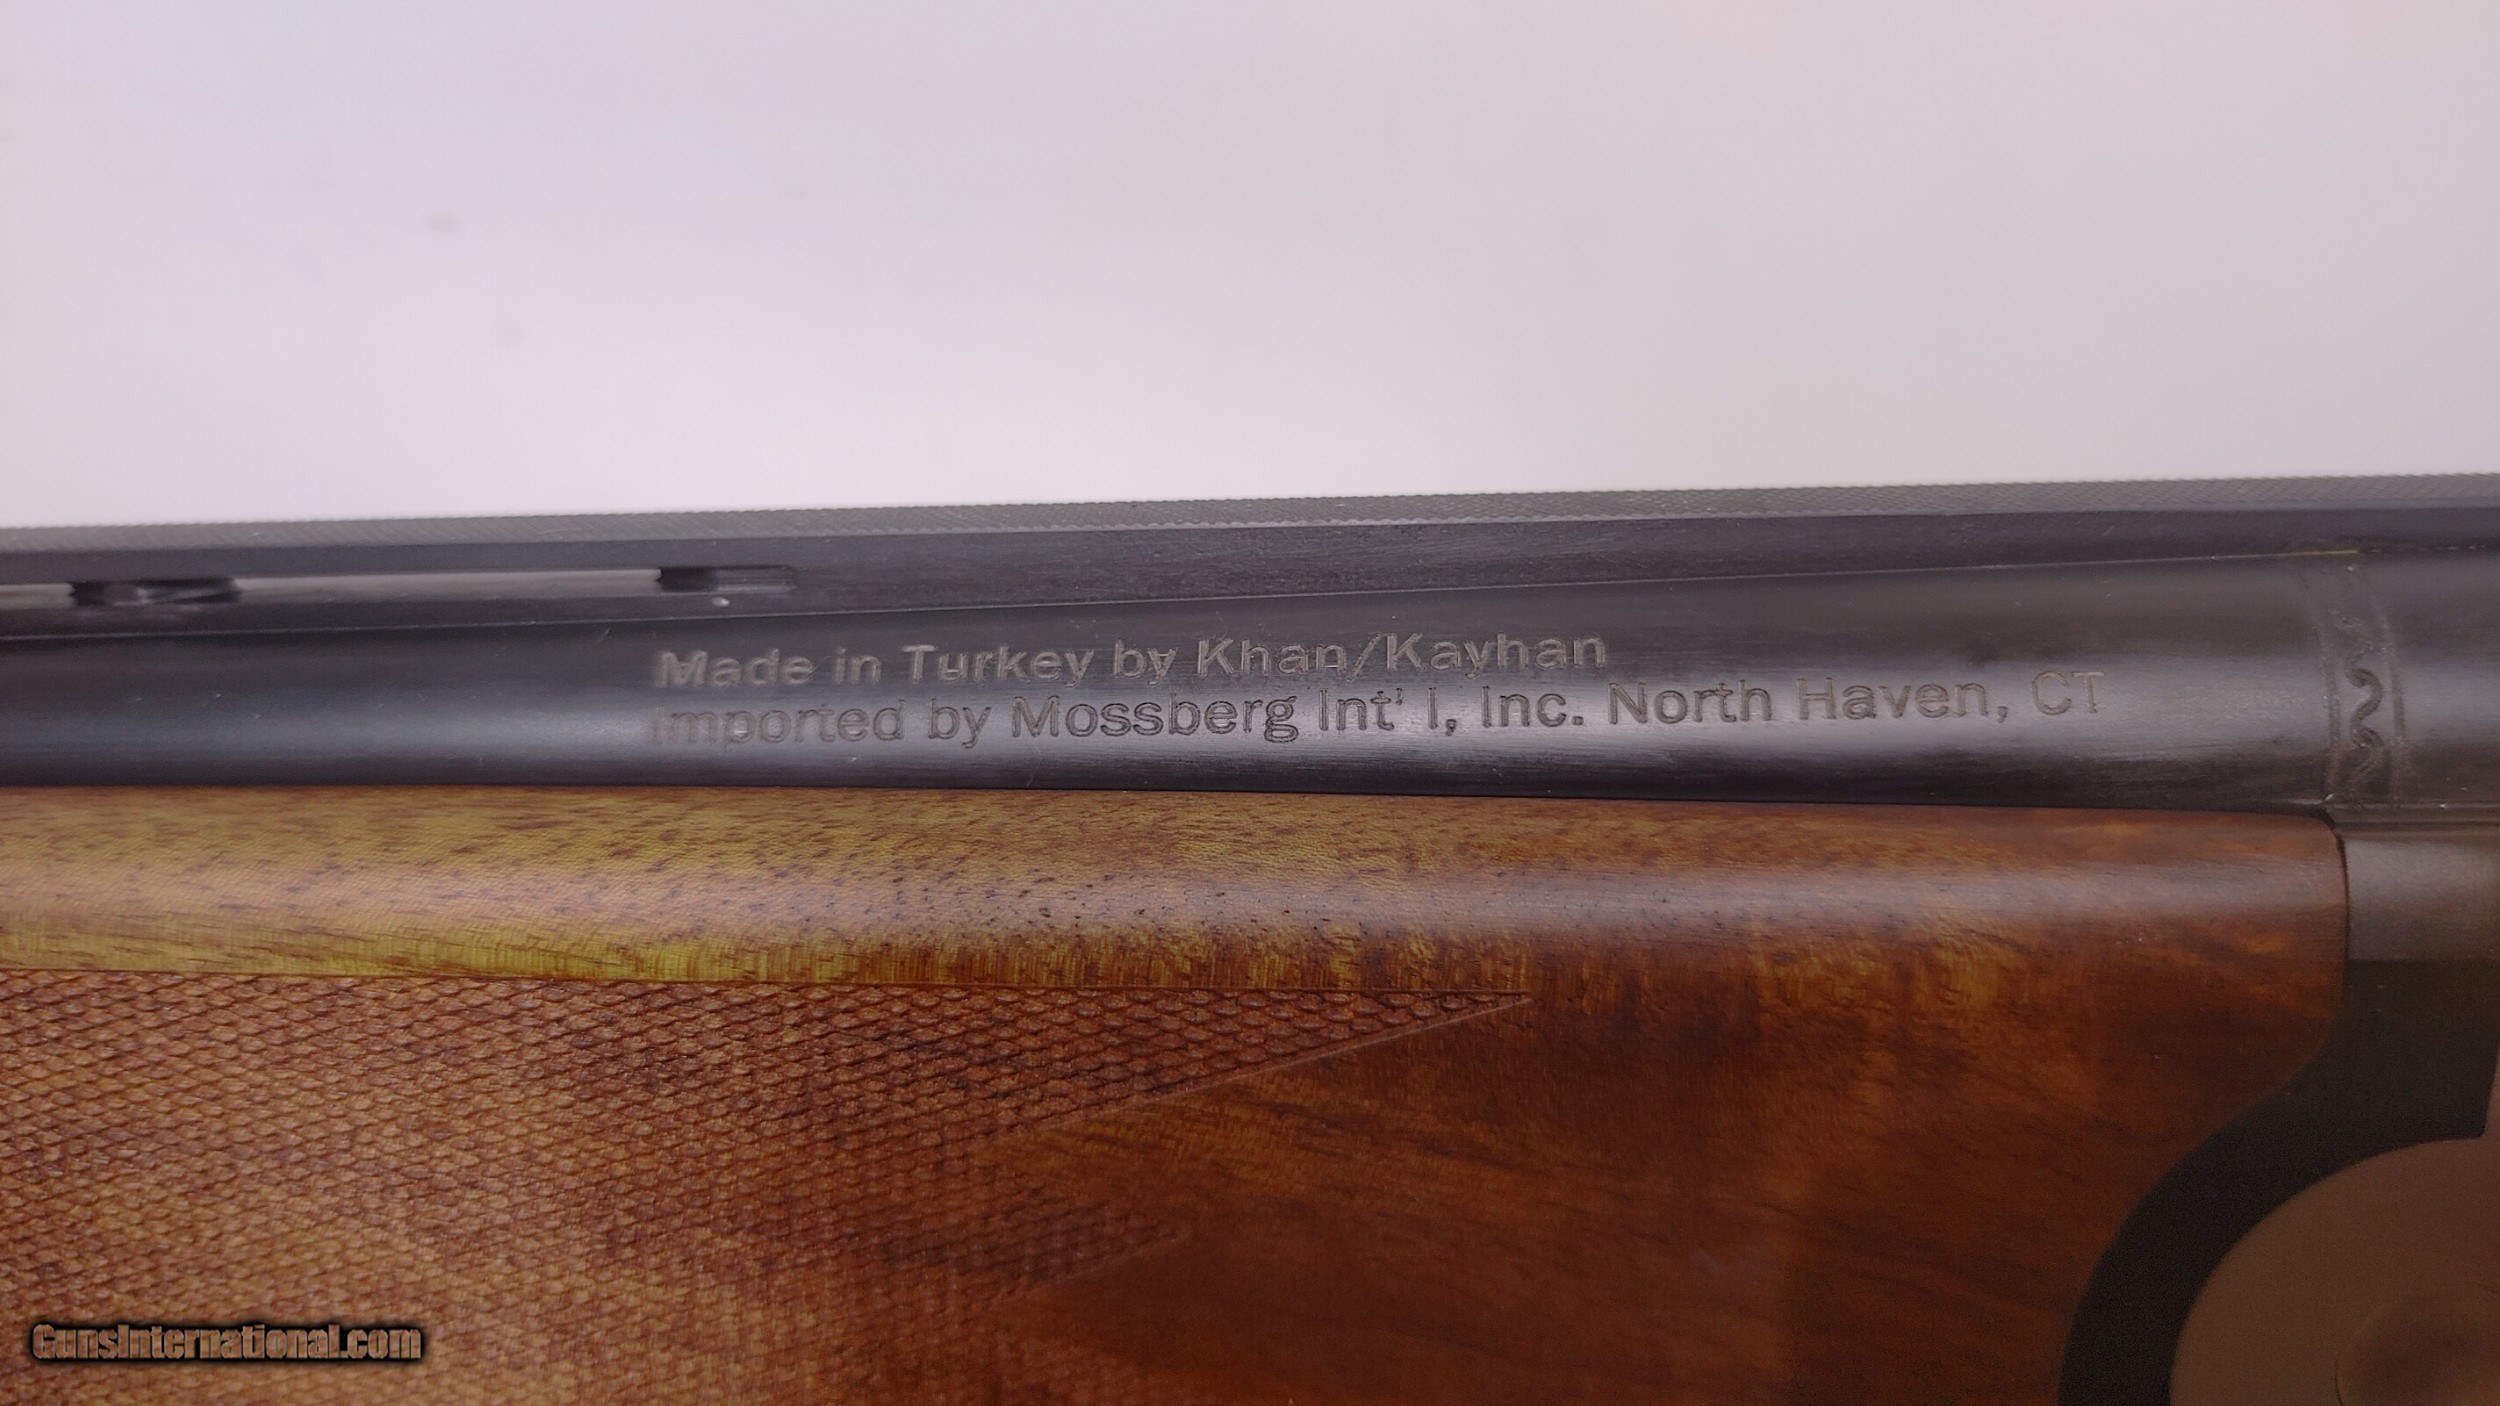 Made in Turkey by Khan/Kayhan
Imported by Mossberg Int' l, Inc. North Haven, CT
GunsInternational.com